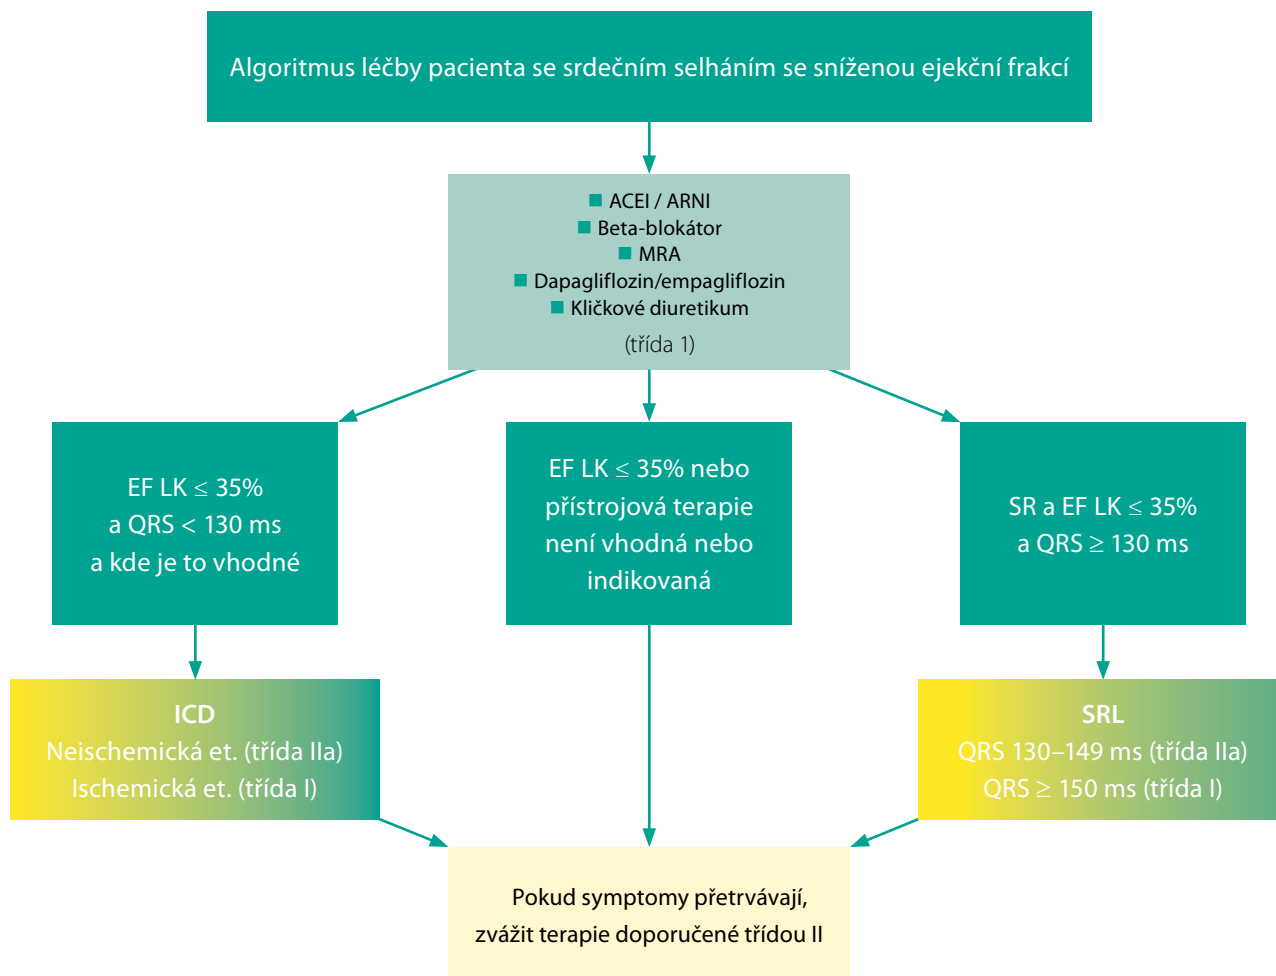 Algoritmus léčby pacienta se srdečním selháním se sníženou ejekční frakcí
■ ACEI / ARNI
■ Beta-blokátor
■ MRA
■ Dapagliflozin/empagliflozin
■ Kličkové diuretikum
(třída 1)
EF LK ≤ 35%
a QRS < 130 ms
a kde je to vhodné
EF LK ≤ 35% nebo
přístrojová terapie
není vhodná nebo
indikovaná
SR a EF LK ≤ 35%
a QRS ≥ 130 ms
ICD
Neischemická et. (třída IIa)
Ischemická et. (třída I)
SRL
QRS 130–149 ms (třída IIa)
QRS ≥ 150 ms (třída I)
Pokud symptomy přetrvávají,
zvážit terapie doporučené třídou II